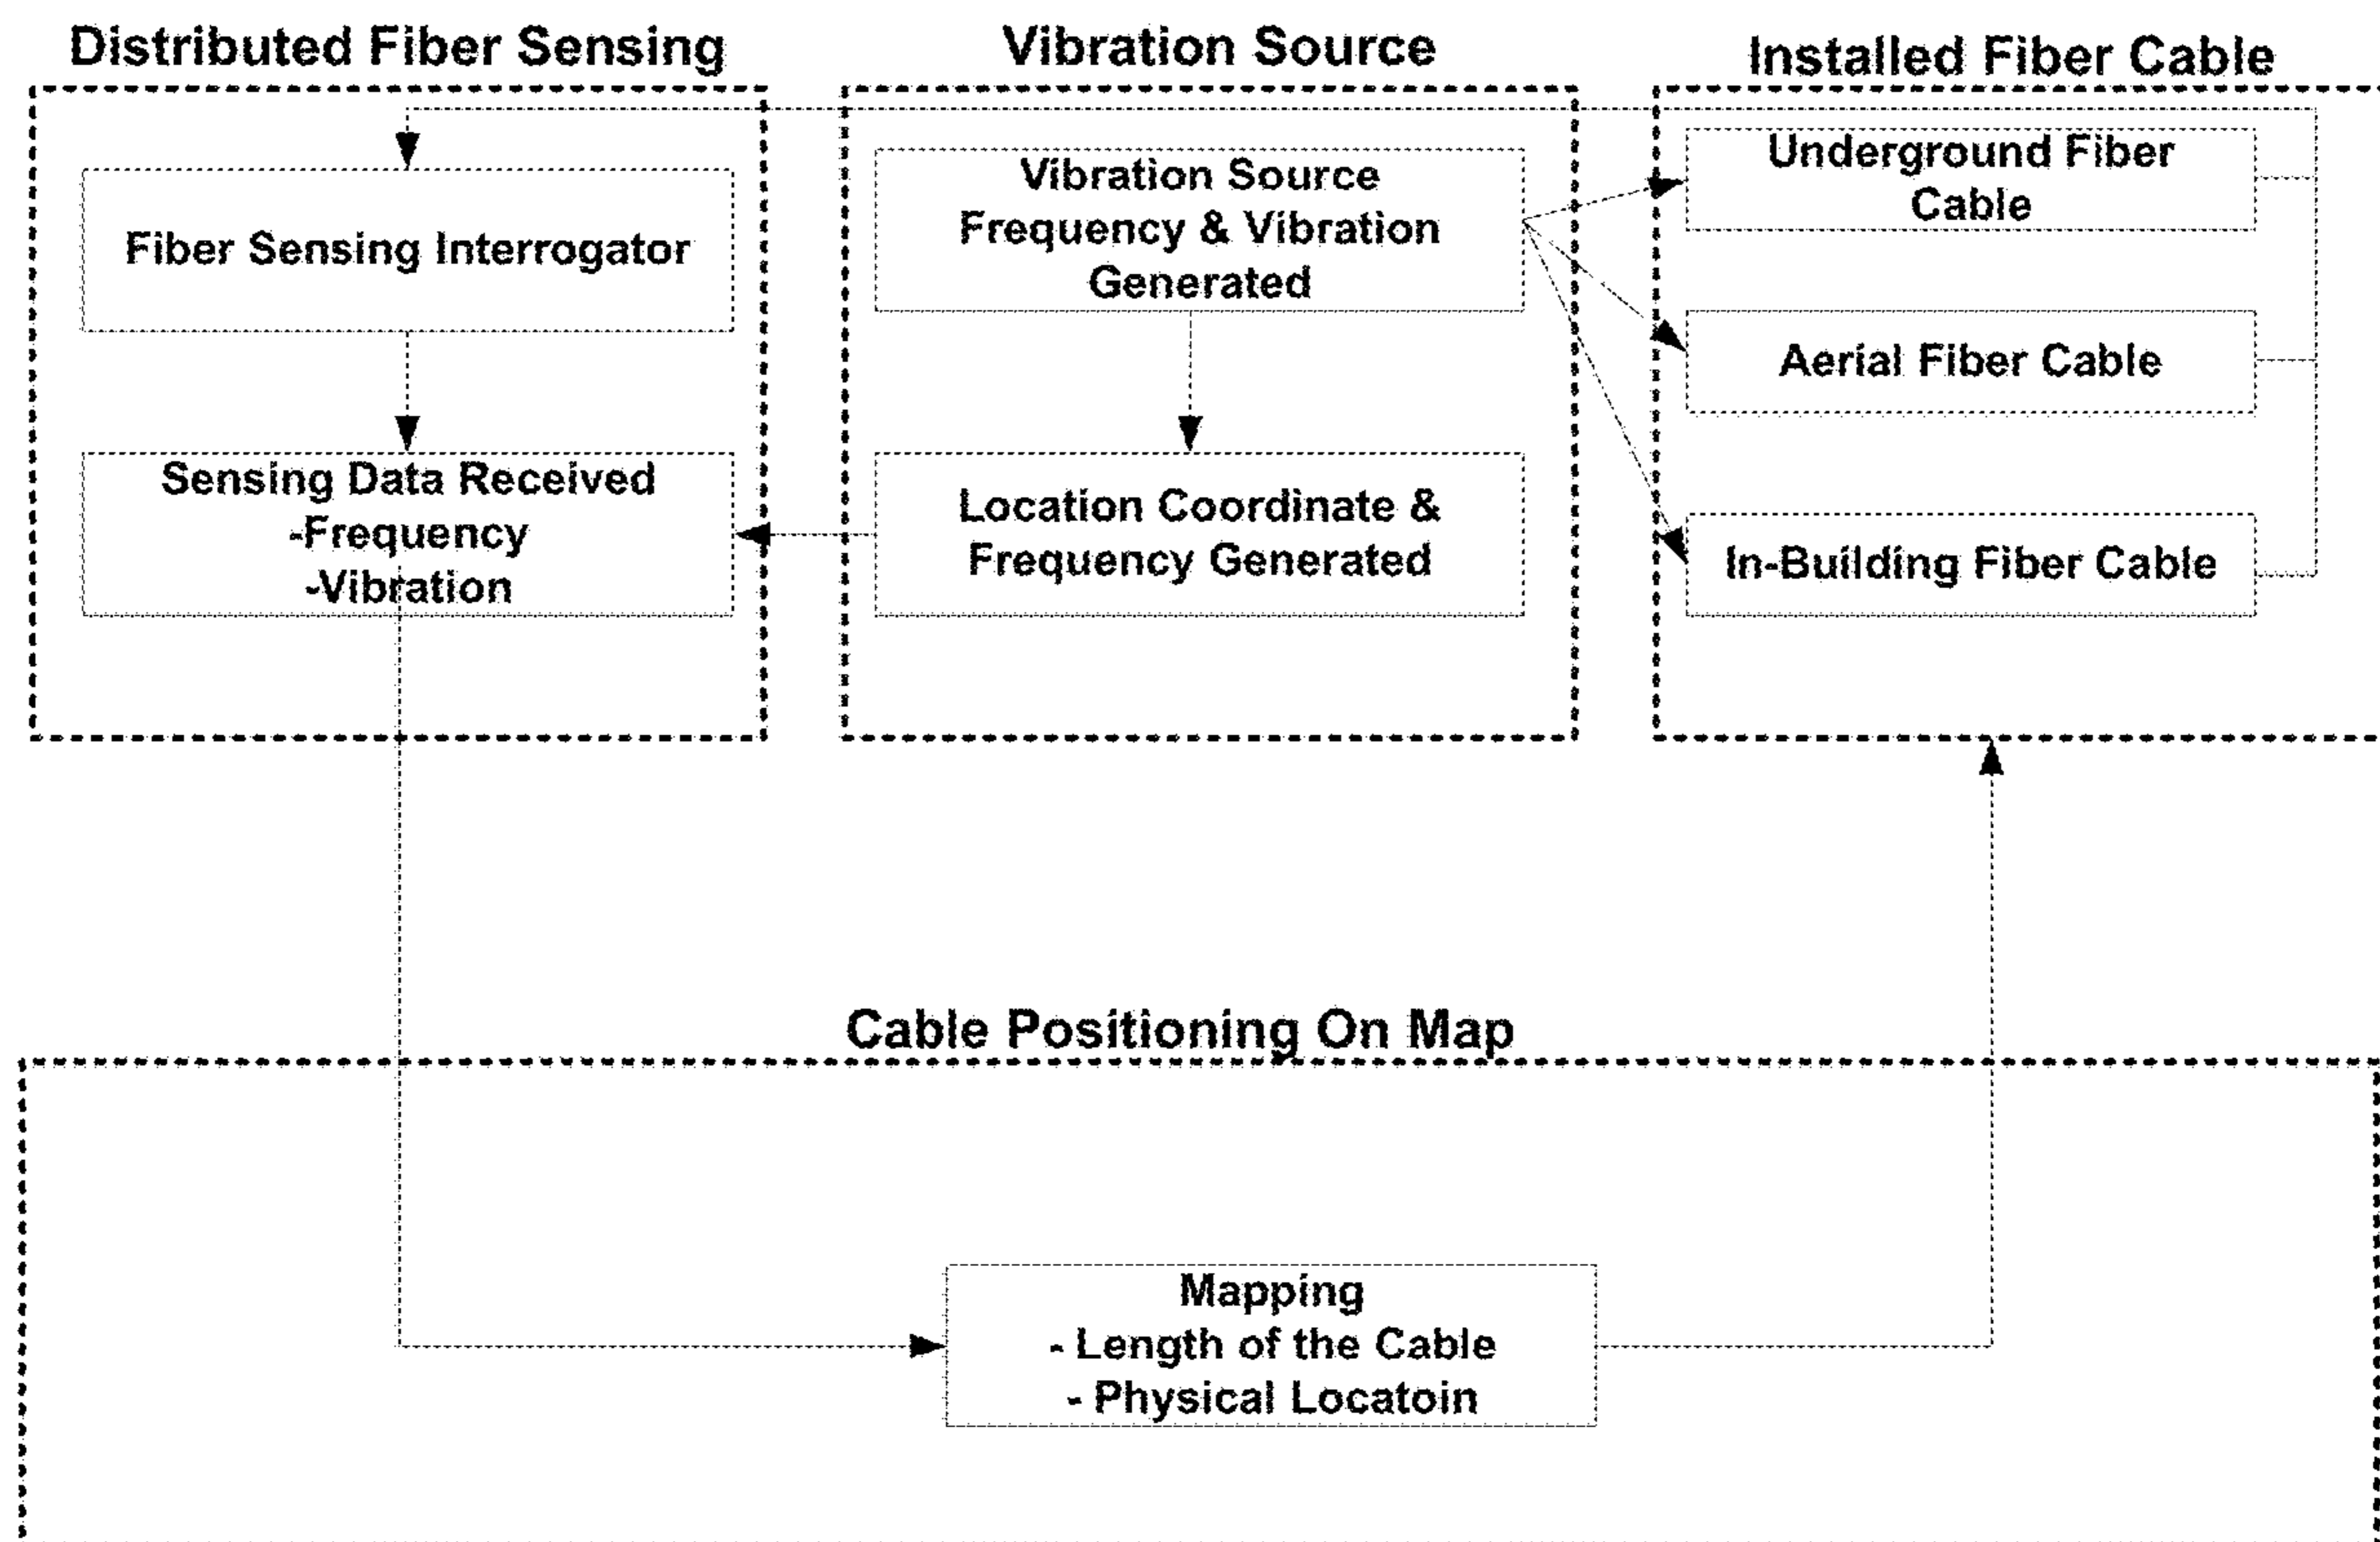 Distributed Fiber Sensing
Fiber Sensing Interrogator
Sensing Data Received
-Frequency
-Vibration
Vibration Source
Vibration Source
Frequency & Vibration
Generated
Location Coordinate &
Frequency Generated
Installed Fiber Cable
Underground Fiber
Cable
Aerial Fiber Cable
In-Building Fiber Cable
Cable Positioning On Map
Mapping
- Length of the Cable
- Physical Locatoin